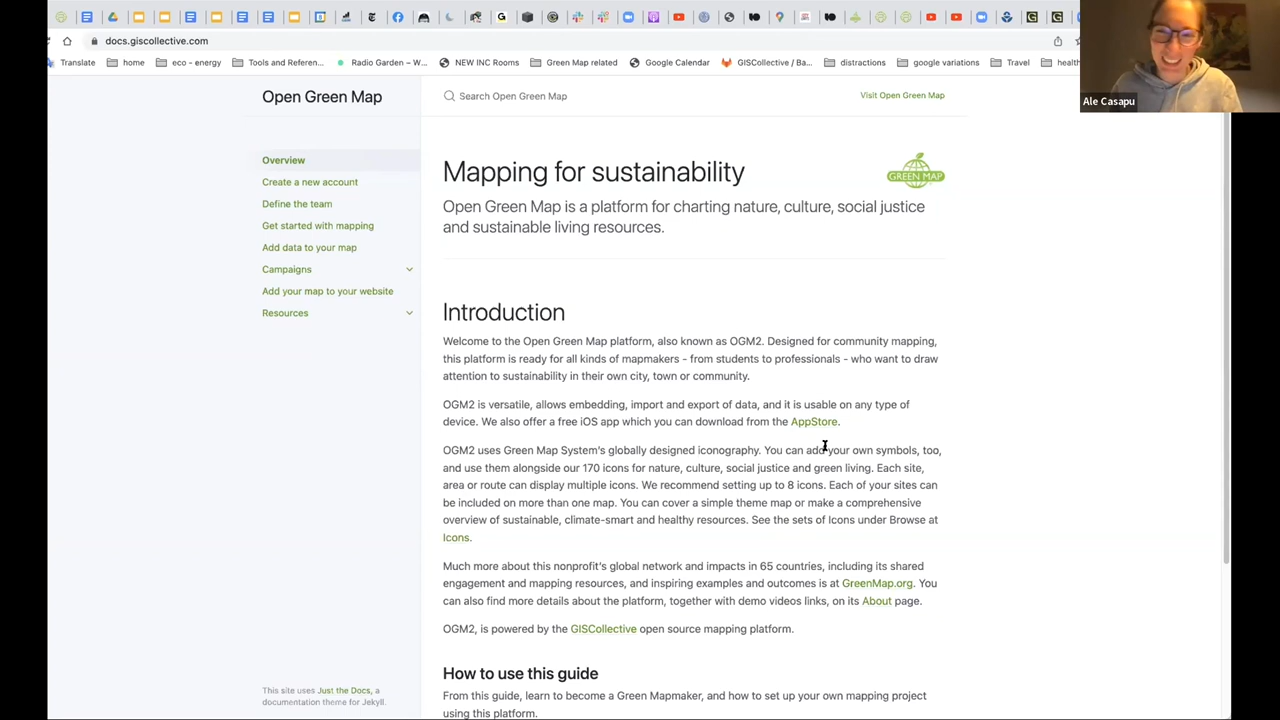 docs.giscollective.com
Translate
home
eco - energy
Tools and Referen...
Radio Garden – W...
NEW INC Rooms
Green Map related
Google Calendar
GISCollective / Ba...
distractions
google variations
Travel
health
Ale Casapu
Open Green Map
Search Open Green Map
Visit Open Green Map
Overview
Create a new account
Define the team
Get started with mapping
Add data to your map
Campaigns
Add your map to your website
Resources
Mapping for sustainability
GREEN MAP
Open Green Map is a platform for charting nature, culture, social justice
and sustainable living resources.
Introduction
Welcome to the Open Green Map platform, also known as OGM2. Designed for community mapping,
this platform is ready for all kinds of mapmakers - from students to professionals - who want to draw
attention to sustainability in their own city, town or community.
OGM2 is versatile, allows embedding, import and export of data, and it is usable on any type of
device. We also offer a free iOS app which you can download from the AppStore.
OGM2 uses Green Map System's globally designed iconography. You can add your own symbols, too,
and use them alongside our 170 icons for nature, culture, social justice and green living. Each site,
area or route can display multiple icons. We recommend setting up to 8 icons. Each of your sites can
be included on more than one map. You can cover a simple theme map or make a comprehensive
overview of sustainable, climate-smart and healthy resources. See the sets of Icons under Browse at
Icons.
Much more about this nonprofit's global network and impacts in 65 countries, including its shared
engagement and mapping resources, and inspiring examples and outcomes is at GreenMap.org. You
can also find more details about the platform, together with demo videos links, on its About page.
OGM2, is powered by the GISCollective open source mapping platform.
How to use this guide
From this guide, learn to become a Green Mapmaker, and how to set up your own mapping project
using this platform.
This site uses Just the Docs, a
documentation theme for Jekyll.